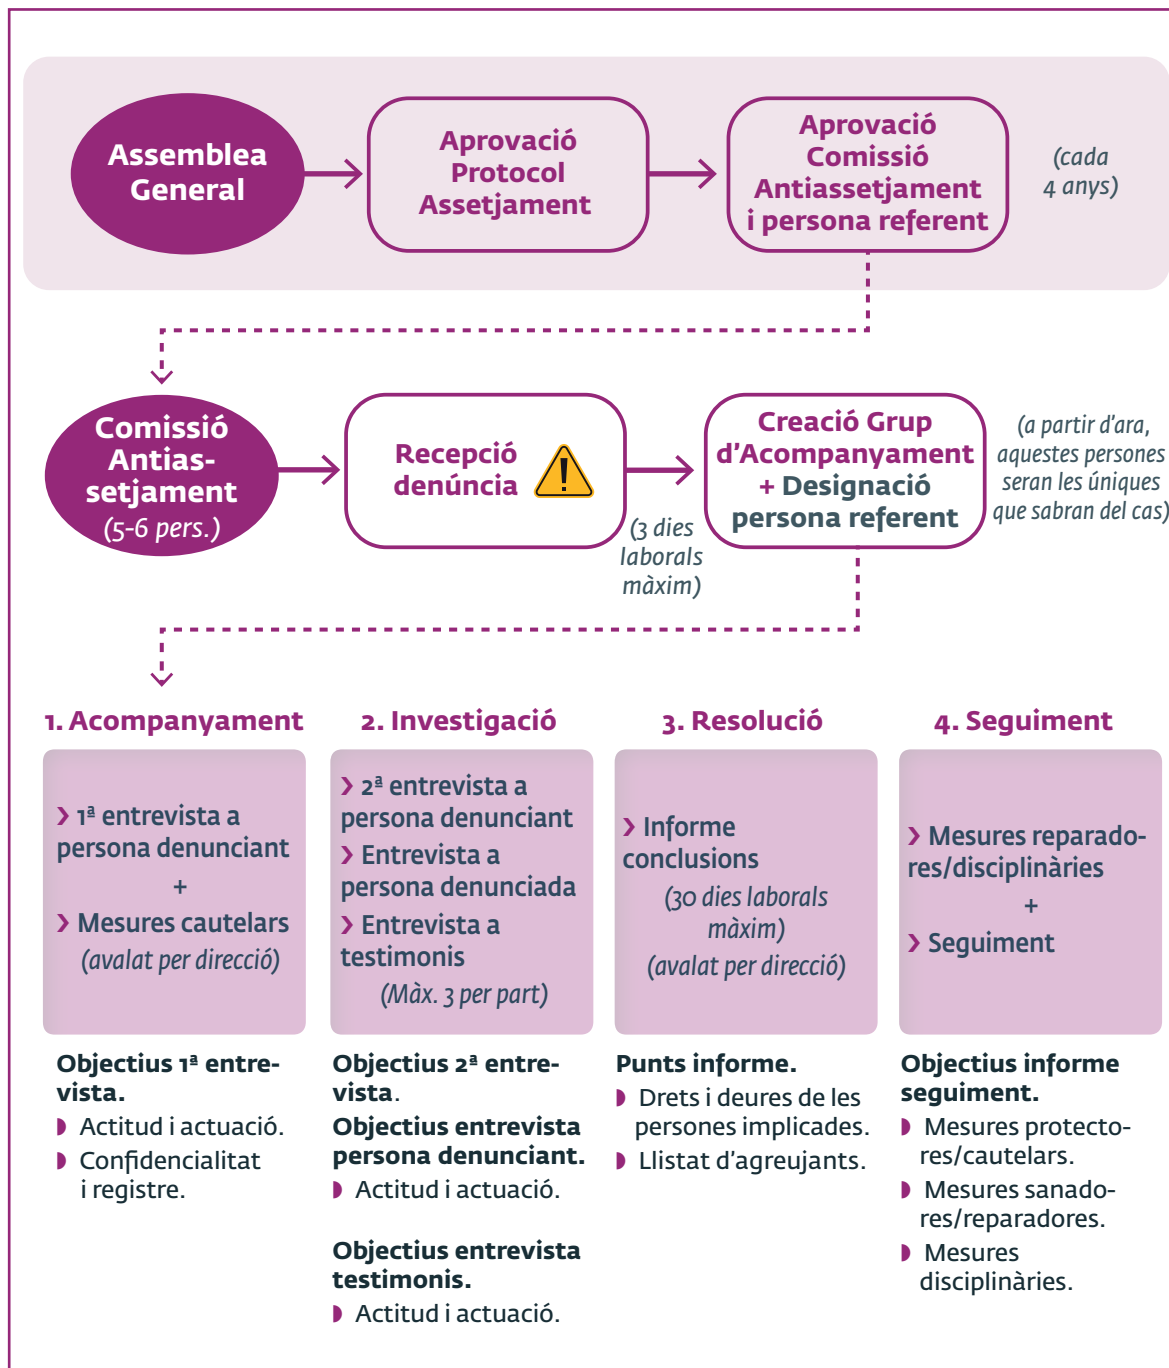 Assemblea
General
Aprovació
Protocol
Assetjament
Aprovació
Comissió
Antiassetjament
i persona referent
(cada
4 anys)
Comissió
Antias-
setjament
(5-6 pers.)
Recepció
denúncia
(3 dies
laborals
màxim)
Creació Grup
d'Acompanyament
+ Designació
persona referent
(a partir d'ara,
aquestes persones
seran les úniques
que sabran del cas)
1. Acompanyament
› 1ª entrevista a
persona denunciant
+
› Mesures cautelars
(avalat per direcció)
Objectius 1ª entre-
vista.
◗ Actitud i actuació.
◗ Confidencialitat
i registre.
2. Investigació
› 2ª entrevista a
persona denunciant
› Entrevista a
persona denunciada
› Entrevista a
testimonis
(Màx. 3 per part)
Objectius 2ª entre-
vista.
Objectius entrevista
persona denunciant.
◗ Actitud i actuació.
Objectius entrevista
testimonis.
◗ Actitud i actuació.
3. Resolució
› Informe
conclusions
(30 dies laborals
màxim)
(avalat per direcció)
Punts informe.
◗ Drets i deures de les
persones implicades.
◗ Llistat d'agreujants.
4. Seguiment
› Mesures reparado-
res/disciplinàries
+
› Seguiment
Objectius informe
seguiment.
◗ Mesures protecto-
res/cautelars.
◗ Mesures sanado-
res/reparadores.
◗ Mesures
disciplinàries.